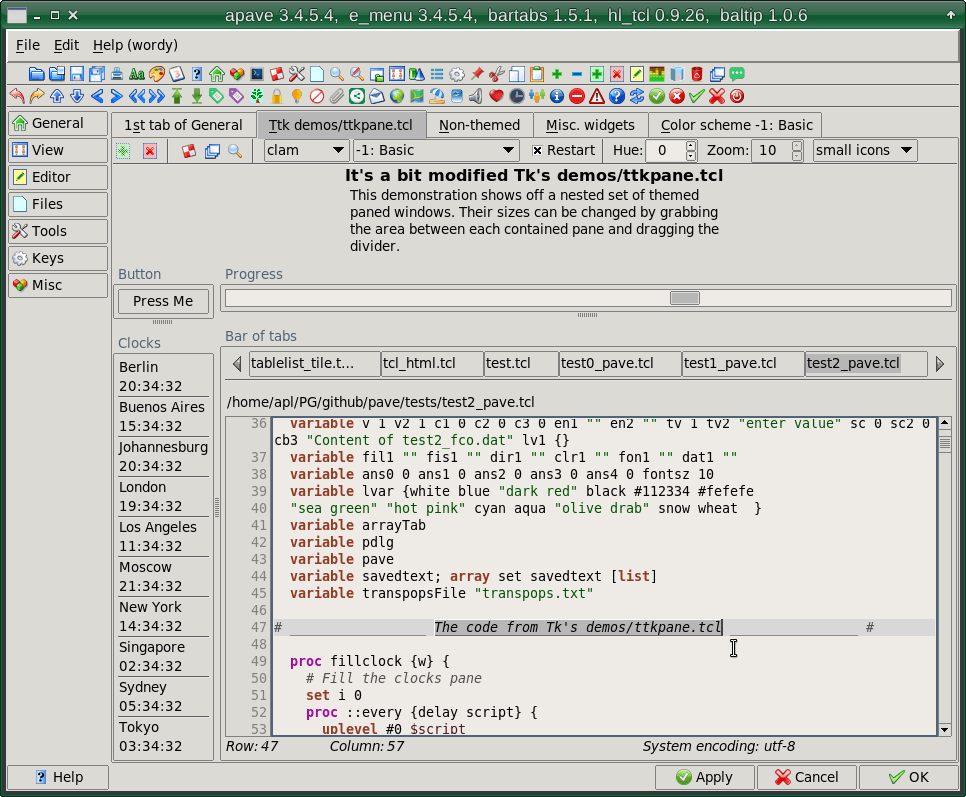 apave 3.4.5.4,  e_menu 3.4.5.4,  bartabs 1.5.1,  hl_tcl 0.9.26,  baltip 1.0.6
File Edit Help (wordy)
General
View
Editor
Files
Tools
Keys
Misc
1st tab of General Ttk demos/ttkpane.tcl Non-themed Misc. widgets Color scheme -1: Basic
clam -1: Basic Restart Hue: 0 Zoom: 10 small icons
It's a bit modified Tk's demos/ttkpane.tcl
This demonstration shows off a nested set of themed
paned windows. Their sizes can be changed by grabbing
the area between each contained pane and dragging the
divider.
Button
Press Me
Progress
Clocks
Berlin
20:34:32
Buenos Aires
15:34:32
Johannesburg
20:34:32
London
19:34:32
Los Angeles
11:34:32
Moscow
21:34:32
New York
14:34:32
Singapore
02:34:32
Sydney
05:34:32
Tokyo
03:34:32
Bar of tabs
tablelist_tile.t... tcl_html.tcl test.tcl test0_pave.tcl test1_pave.tcl test2_pave.tcl
/home/apl/PG/github/pave/tests/test2_pave.tcl
36   variable v 1 v2 1 c1 0 c2 0 c3 0 en1 "" en2 "" tv 1 tv2 "enter value" sc 0 sc2 0
cb3 "Content of test2_fco.dat" lv1 {}
37   variable fil1 "" fis1 "" dir1 "" clr1 "" fon1 "" dat1 ""
38   variable ans0 0 ans1 0 ans2 0 ans3 0 ans4 0 fontsz 10
39   variable lvar {white blue "dark red" black #112334 #fefefe
40   "sea green" "hot pink" cyan aqua "olive drab" snow wheat  }
41   variable arrayTab
42   variable pdlg
43   variable pave
44   variable savedtext; array set savedtext [list]
45   variable transpopsFile "transpops.txt"
46
47 # _________________ The code from Tk's demos/ttkpane.tcl _________________ #
48
49   proc fillclock {w} {
50     # Fill the clocks pane
51     set i 0
52     proc ::every {delay script} {
53       uplevel #0 $script
Row: 47 Column: 57 System encoding: utf-8
Help Apply Cancel OK